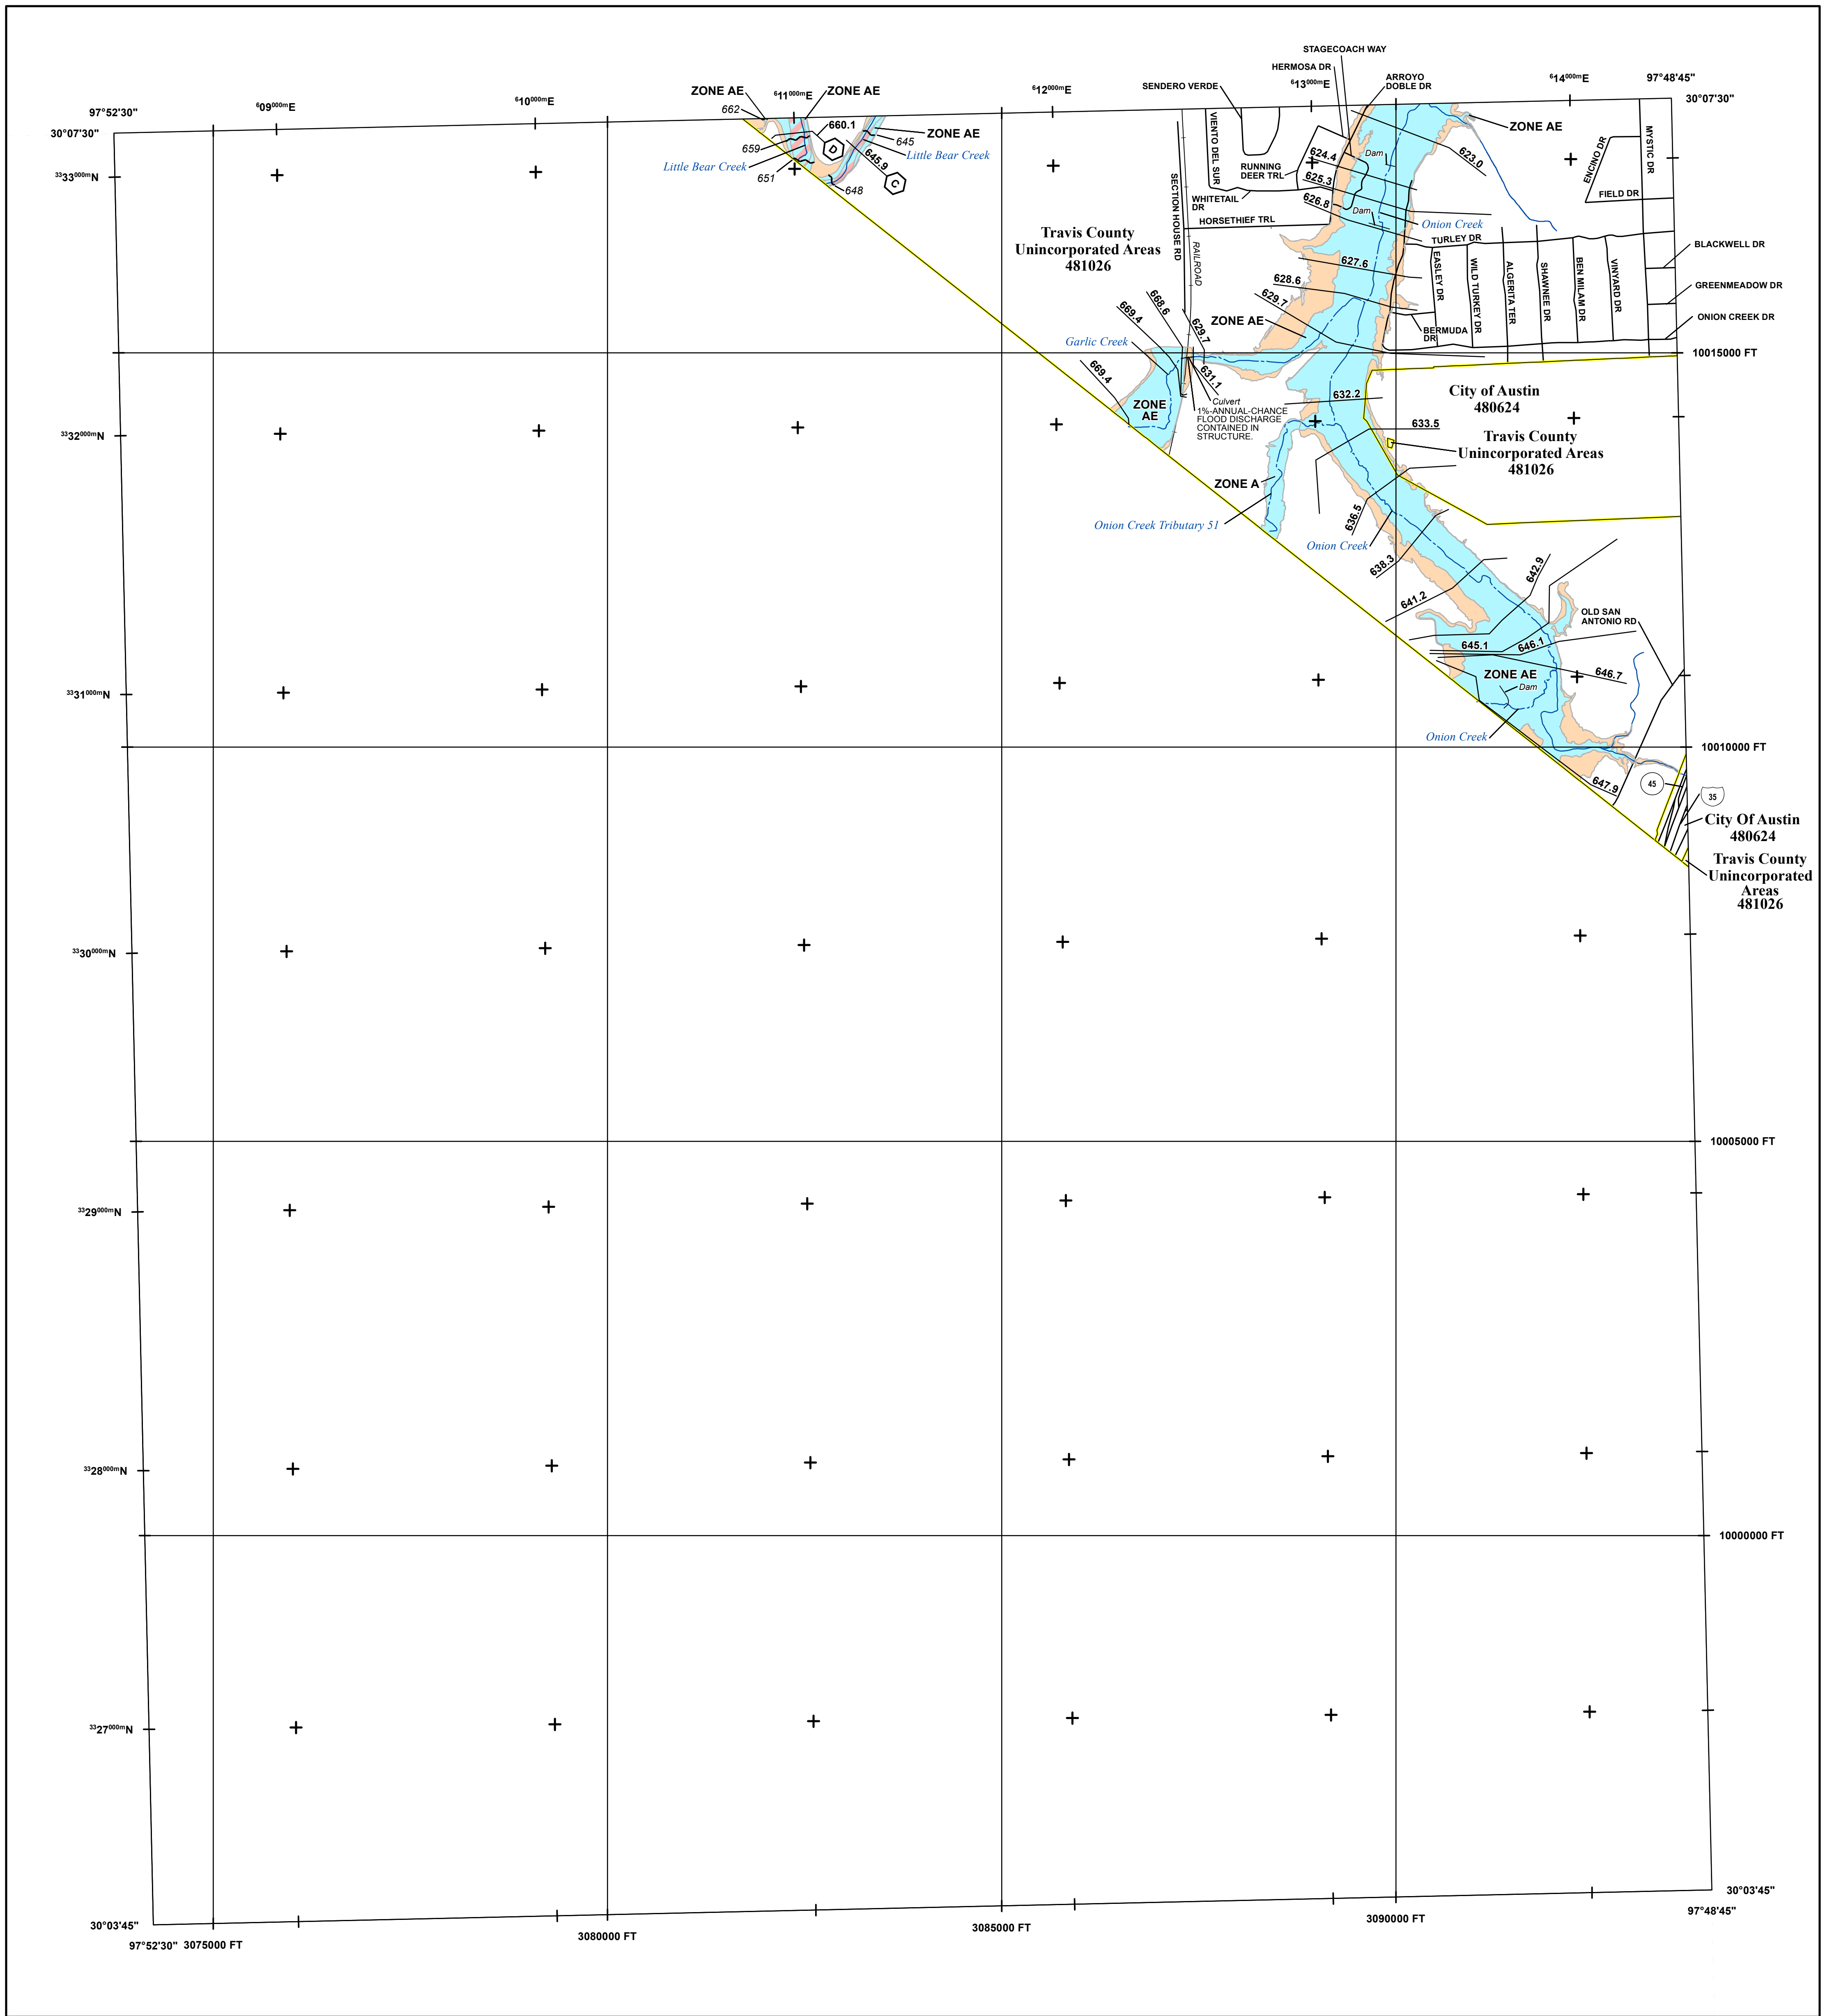 STAGECOACH WAY
HERMOSA DR
SENDERO VERDE
613000mE
ARROYO
DOBLE DR
614000mE
97°48'45"
30°07'30"
97°52'30"
30°07'30"
609000mE
610000mE
ZONE AE
611000mE
ZONE AE
612000mE
662
660.1
ZONE AE
659
D
645
Little Bear Creek
Little Bear Creek
645.9
651
648
C
3333000mN
VIENTO DEL SUR
RUNNING
DEER TRL
624.4
Dam
625.3
626.8
Dam
623.0
ZONE AE
ENCINO DR
MYSTIC DR
FIELD DR
SECTION HOUSE RD
WHITETAIL
DR
HORSETHIEF TRL
Onion Creek
TURLEY DR
BLACKWELL DR
Travis County
Unincorporated Areas
481026
RAILROAD
627.6
628.6
629.7
EASLEY DR
WILD TURKEY DR
ALGERITA TER
SHAWNEE DR
BEN MILAM DR
VINYARD DR
GREENMEADOW DR
ONION CREEK DR
668.6
669.4
629.7
ZONE AE
BERMUDA
DR
Garlic Creek
10015000 FT
669.4
631.1
Culvert
1%-ANNUAL-CHANCE
FLOOD DISCHARGE
CONTAINED IN
STRUCTURE.
ZONE
AE
632.2
City of Austin
480624
633.5
3332000mN
Travis County
Unincorporated Areas
481026
ZONE A
Onion Creek Tributary 51
636.5
Onion Creek
638.3
642.9
641.2
OLD SAN
ANTONIO RD
645.1
646.1
ZONE AE
646.7
Dam
3331000mN
Onion Creek
10010000 FT
647.9
45
35
City Of Austin
480624
Travis County
Unincorporated
Areas
481026
3330000mN
10005000 FT
3329000mN
3328000mN
10000000 FT
3327000mN
30°03'45"
97°52'30"
3075000 FT
3080000 FT
3085000 FT
3090000 FT
30°03'45"
97°48'45"